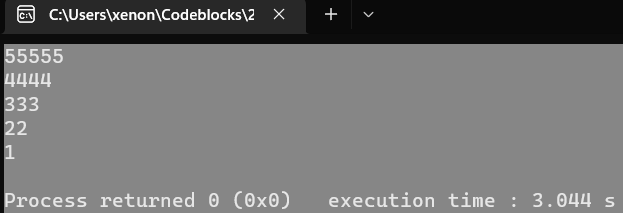 C:\Users\xenon\Codeblocks\2
55555
4444
333
22
1
Process returned 0 (0x0)   execution time : 3.044 s